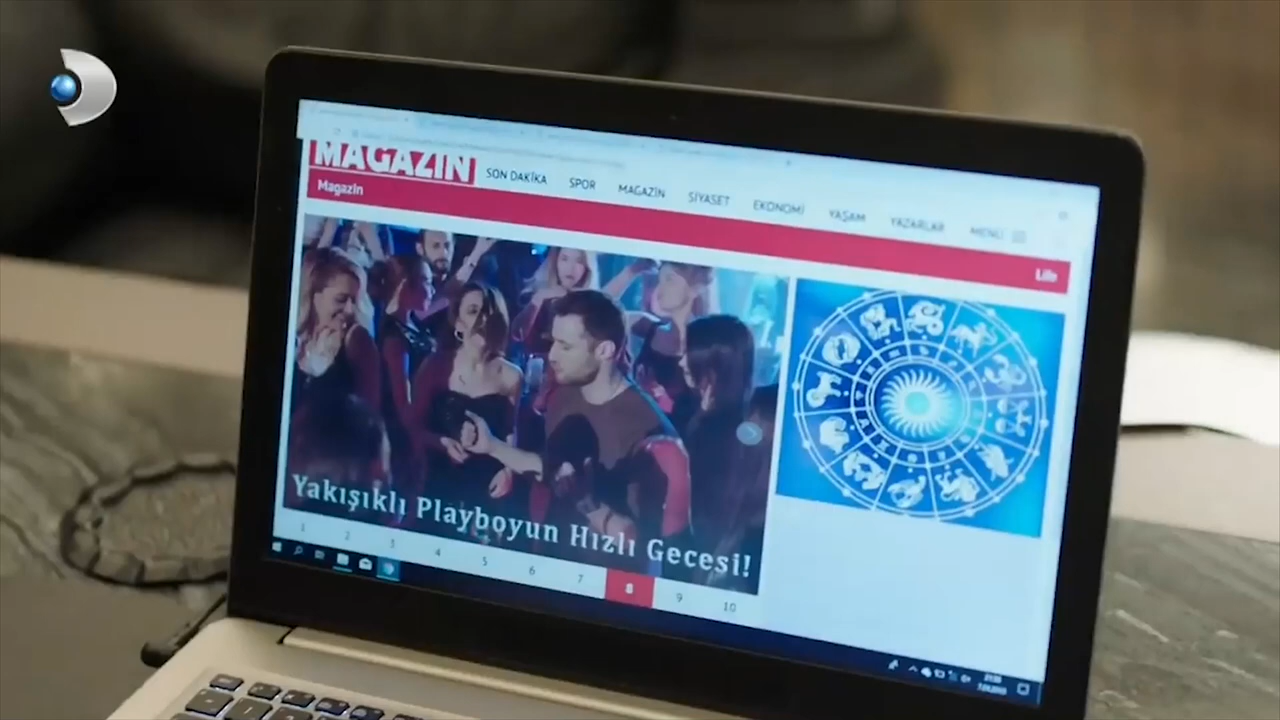 MAGAZİN
SON DAKİKA SPOR MAGAZİN SİYASET EKONOMİ YAŞAM YAZARLAR MENÜ
Magazin
Life
Yakışıklı Playboyun Hızlı Gecesi!
1 2 3 4 5 6 7 8 9 10